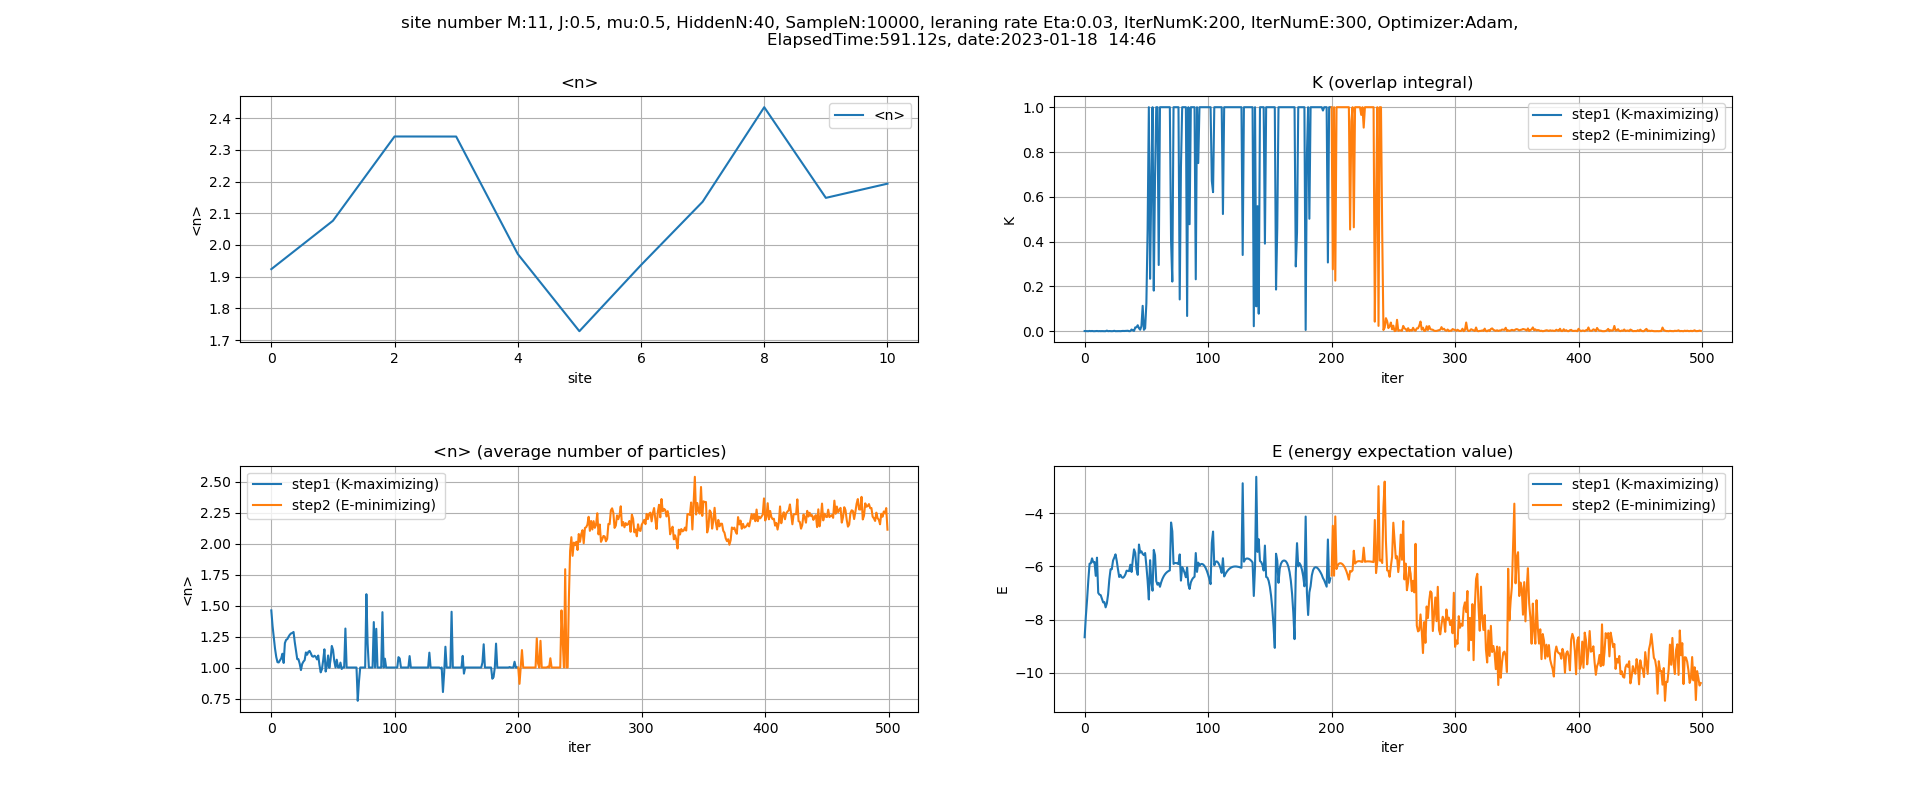 site number M:11, J:0.5, mu:0.5, HiddenN:40, SampleN:10000, leraning rate Eta:0.03, IterNumK:200, IterNumE:300, Optimizer:Adam,
ElapsedTime:591.12s, date:2023-01-18  14:46
<n>
<n>
2.4
2.3
2.2
2.1
2.0
1.9
1.8
1.7
<n>
0 2 4 6 8 10
site
K (overlap integral)
step1 (K-maximizing)
step2 (E-minimizing)
1.0
0.8
0.6
0.4
0.2
0.0
K
0 100 200 300 400 500
iter
<n> (average number of particles)
step1 (K-maximizing)
step2 (E-minimizing)
2.50
2.25
2.00
1.75
1.50
1.25
1.00
0.75
<n>
0 100 200 300 400 500
iter
E (energy expectation value)
step1 (K-maximizing)
step2 (E-minimizing)
−4
−6
−8
−10
E
0 100 200 300 400 500
iter